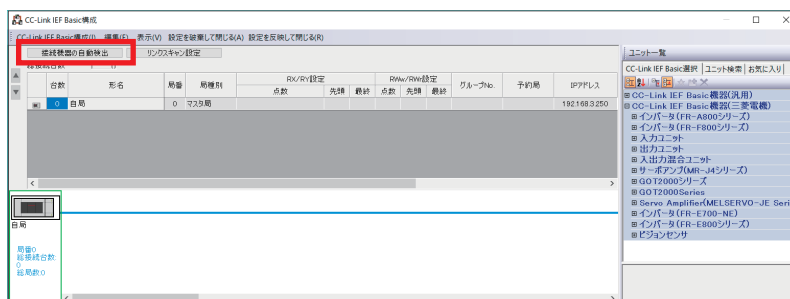 CC-Link IEF Basic構成
CC-Link IEF Basic構成(I) 編集(E) 表示(V) 設定を破棄して閉じる(A) 設定を反映して閉じる(R)
接続機器の自動検出 リンクスキャン設定
総接続台数
台数 形名 局番 局種別 RX/RY設定 RWw/RWr設定 グループNo. 予約局 IPアドレス
点数 先頭 最終 点数 先頭 最終
0 自局 0 マスタ局 192.168.3.250
自局
局番0
総接続台数:
0
総局数:0
ユニット一覧
CC-Link IEF Basic選択 ユニット検索 お気に入り
CC-Link IEF Basic機器(汎用)
CC-Link IEF Basic機器(三菱電機)
インバータ(FR-A800シリーズ)
インバータ(FR-F800シリーズ)
入力ユニット
出力ユニット
入出力混合ユニット
サーボアンプ(MR-J4シリーズ)
GOT2000シリーズ
GOT2000Series
Servo Amplifier(MELSERVO-JE Seri
インバータ(FR-E700-NE)
インバータ(FR-E800シリーズ)
ビジョンセンサ